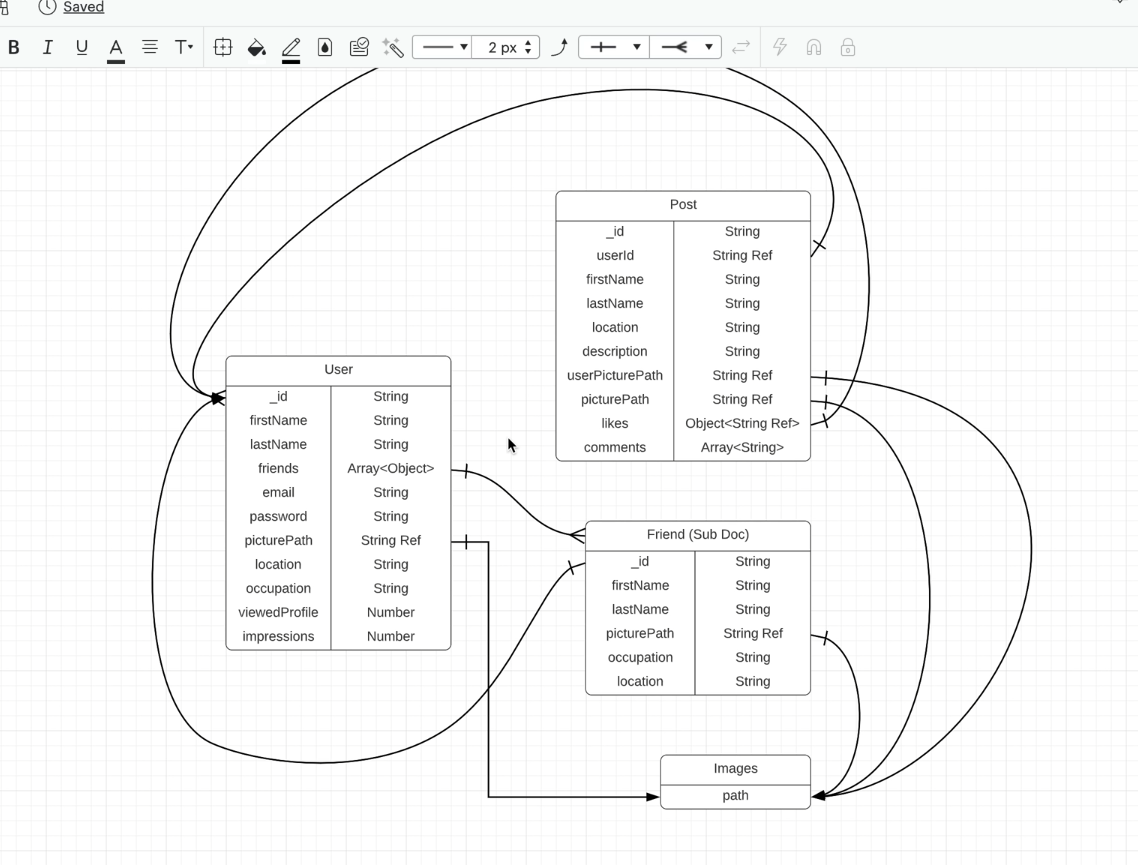 Saved
B I U A T 2 px
Post
_id String
userId String Ref
firstName String
lastName String
location String
description String
userPicturePath String Ref
picturePath String Ref
likes Object<String Ref>
comments Array<String>
User
_id String
firstName String
lastName String
friends Array<Object>
email String
password String
picturePath String Ref
location String
occupation String
viewedProfile Number
impressions Number
Friend (Sub Doc)
_id String
firstName String
lastName String
picturePath String Ref
occupation String
location String
Images
path